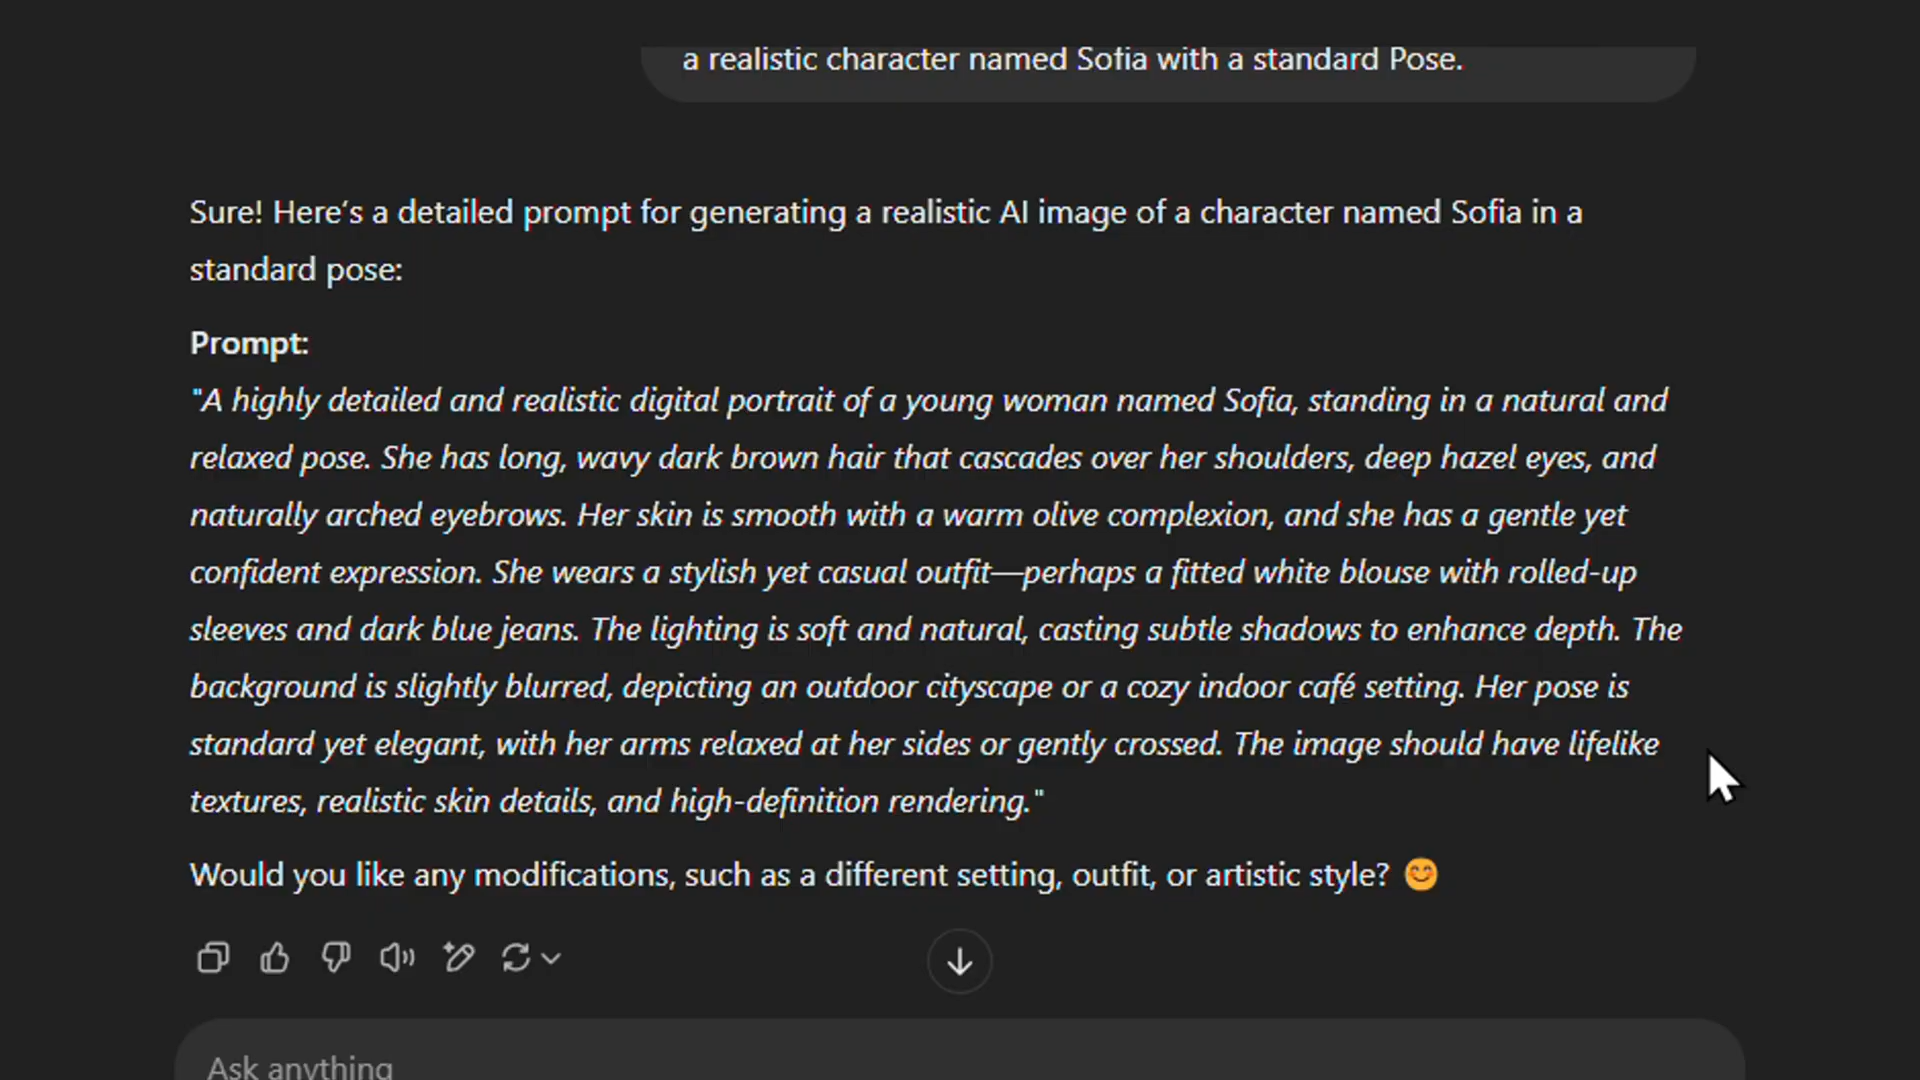 a realistic character named Sofia with a standard Pose.
Sure! Here's a detailed prompt for generating a realistic AI image of a character named Sofia in a
standard pose:
Prompt:
"A highly detailed and realistic digital portrait of a young woman named Sofia, standing in a natural and
relaxed pose. She has long, wavy dark brown hair that cascades over her shoulders, deep hazel eyes, and
naturally arched eyebrows. Her skin is smooth with a warm olive complexion, and she has a gentle yet
confident expression. She wears a stylish yet casual outfit—perhaps a fitted white blouse with rolled-up
sleeves and dark blue jeans. The lighting is soft and natural, casting subtle shadows to enhance depth. The
background is slightly blurred, depicting an outdoor cityscape or a cozy indoor café setting. Her pose is
standard yet elegant, with her arms relaxed at her sides or gently crossed. The image should have lifelike
textures, realistic skin details, and high-definition rendering."
Would you like any modifications, such as a different setting, outfit, or artistic style? 😊
Ask anything